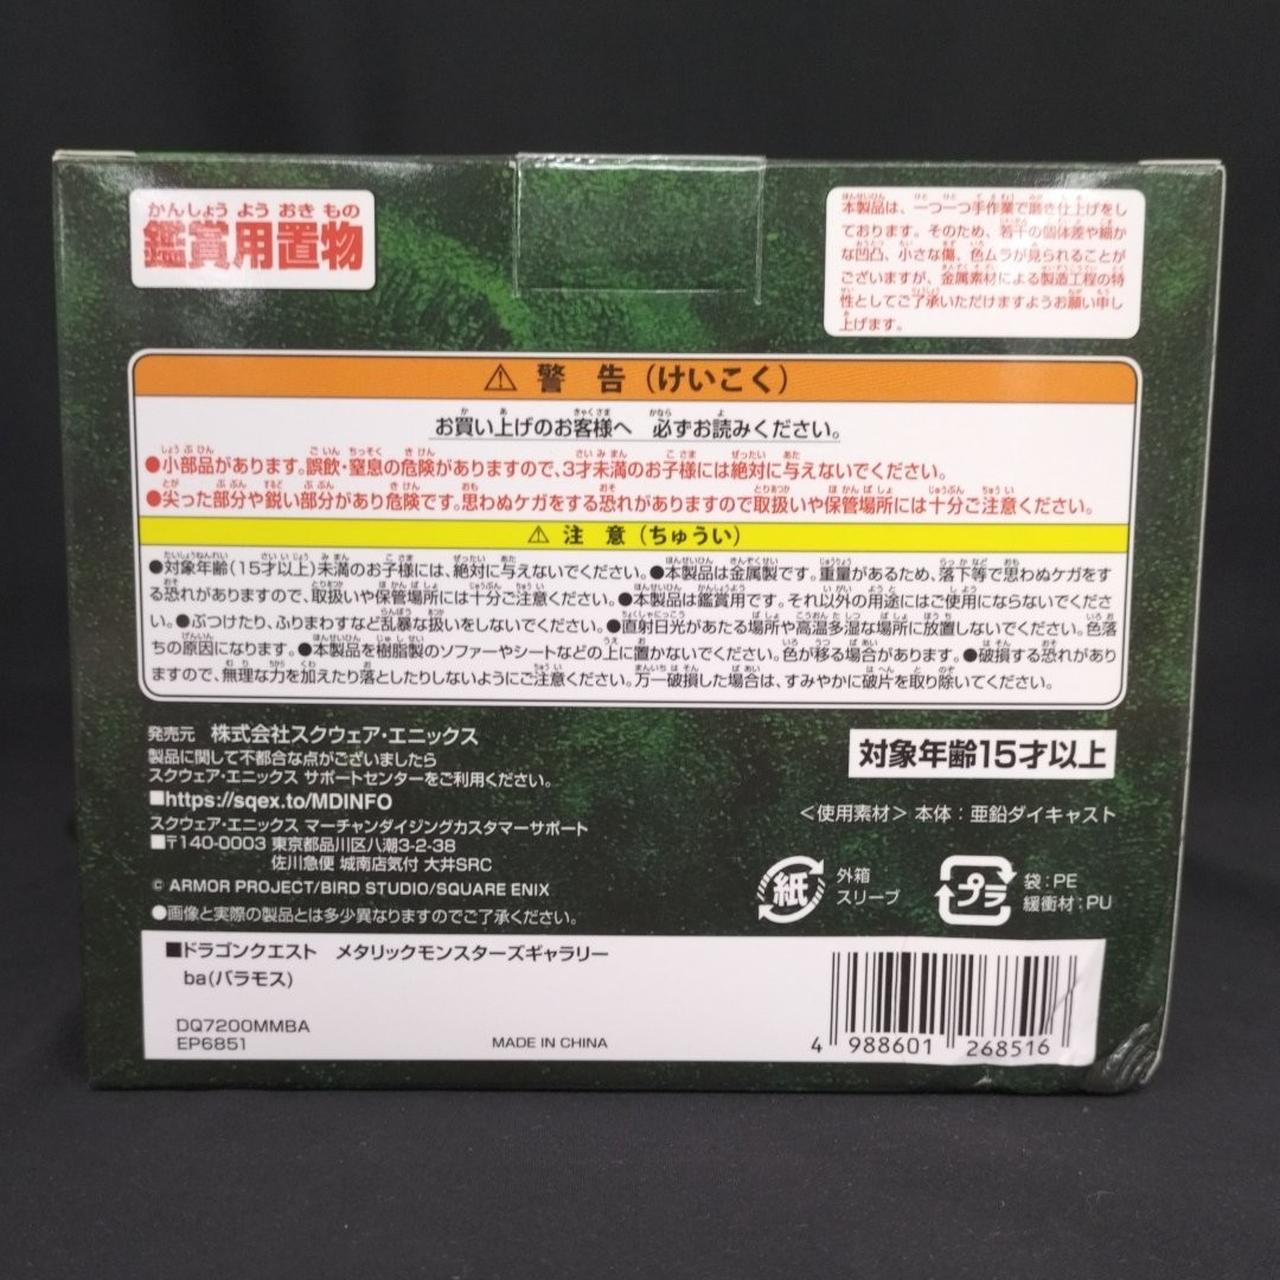 鑑賞用置物
かんしょう よう おき もの
本製品は、一つ一つ手作業で磨き仕上げをし
ております。そのため、若干の個体差や細か
な凹凸、小さな傷、色ムラが見られることが
ございますが、金属素材による製造工程の特
性としてご了承いただけますようお願い申し
上げます。
⚠ 警 告（けいこく）
お買い上げのお客様へ 必ずお読みください。
●小部品があります。誤飲・窒息の危険がありますので、3才未満のお子様には絶対に与えないでください。
●尖った部分や鋭い部分があり危険です。思わぬケガをする恐れがありますので取扱いや保管場所には十分ご注意ください。
⚠ 注 意（ちゅうい）
●対象年齢（15才以上）未満のお子様には、絶対に与えないでください。●本製品は金属製です。重量があるため、落下等で思わぬケガをす
る恐れがありますので、取扱いや保管場所には十分ご注意ください。●本製品は鑑賞用です。それ以外の用途にはご使用にならないでくださ
い。●ぶつけたり、ふりまわすなど乱暴な扱いをしないでください。●直射日光があたる場所や高温多湿な場所に放置しないでください。色落
ちの原因になります。●本製品を樹脂製のソファーやシートなどの上に置かないでください。色が移る場合があります。●破損する恐れがあり
ますので、無理な力を加えたり落としたりしないようにご注意ください。万一破損した場合は、すみやかに破片を取り除いてください。
発売元 株式会社スクウェア・エニックス
製品に関して不都合な点がございましたら
スクウェア・エニックス サポートセンターをご利用ください。
■https://sqex.to/MDINFO
スクウェア・エニックス マーチャンダイジングカスタマーサポート
■〒140-0003 東京都品川区八潮3-2-38
佐川急便 城南店気付 大井SRC
© ARMOR PROJECT/BIRD STUDIO/SQUARE ENIX
●画像と実際の製品とは多少異なりますのでご了承ください。
対象年齢15才以上
＜使用素材＞本体：亜鉛ダイキャスト
紙
外箱
スリーブ
プラ
袋：PE
緩衝材：PU
■ドラゴンクエスト メタリックモンスターズギャラリー
ba(バラモス)
DQ7200MMBA
EP6851
MADE IN CHINA
4 988601 268516